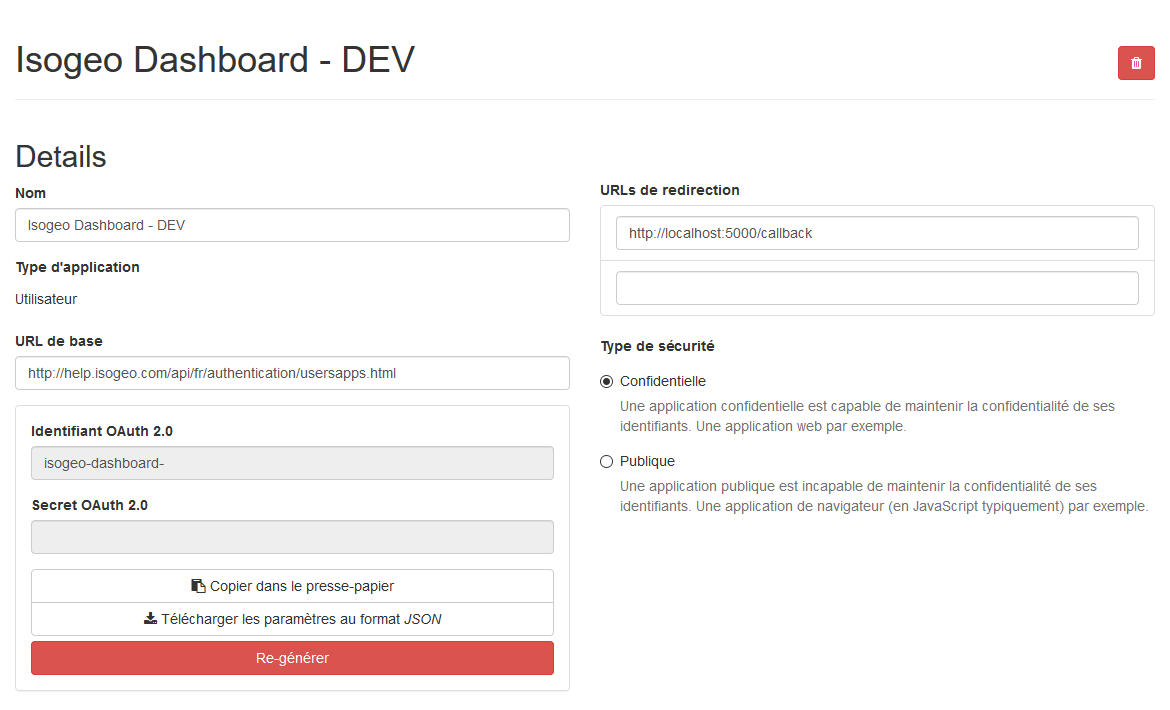 Isogeo Dashboard - DEV
Details
Nom
Isogeo Dashboard - DEV
Type d'application
Utilisateur
URL de base
http://help.isogeo.com/api/fr/authentication/usersapps.html
Identifiant OAuth 2.0
isogeo-dashboard-
Secret OAuth 2.0
Copier dans le presse-papier
Télécharger les paramètres au format JSON
Re-générer
URLs de redirection
http://localhost:5000/callback
Type de sécurité
Confidentielle
Une application confidentielle est capable de maintenir la confidentialité de ses
identifiants. Une application web par exemple.
Publique
Une application publique est incapable de maintenir la confidentialité de ses
identifiants. Une application de navigateur (en JavaScript typiquement) par exemple.